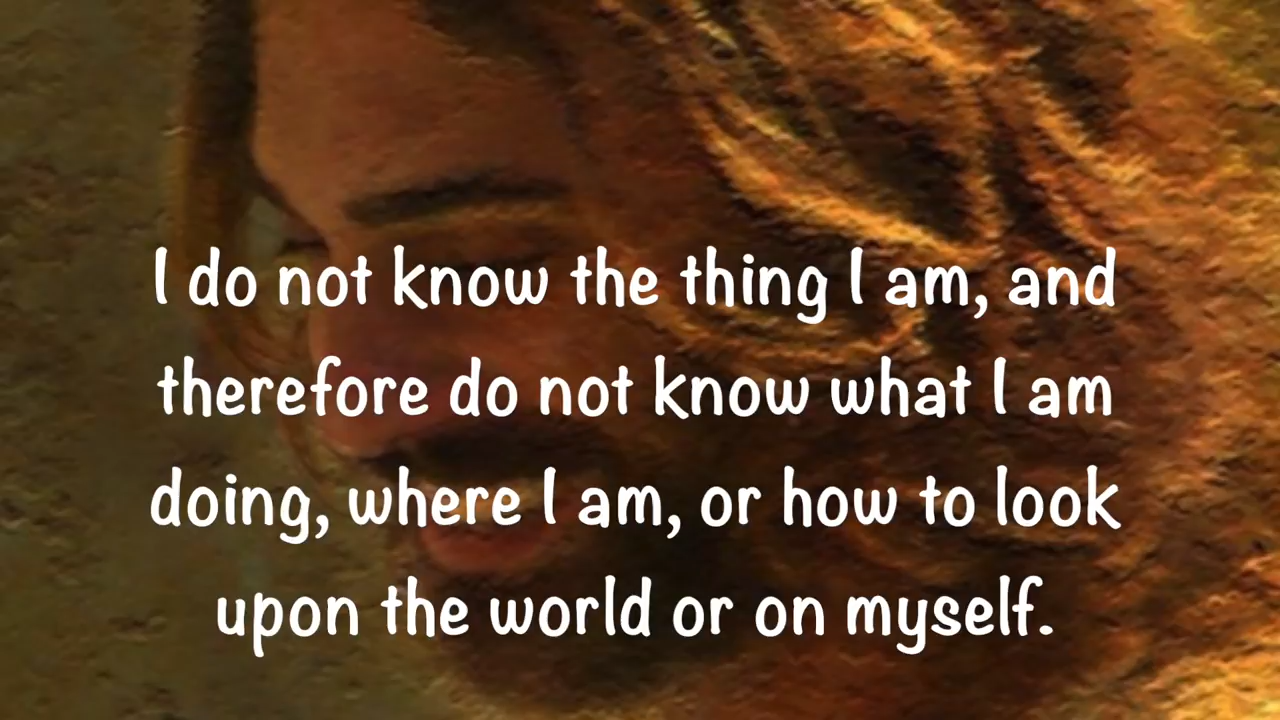 I do not know the thing I am, and
therefore do not know what I am
doing, where I am, or how to look
upon the world or on myself.